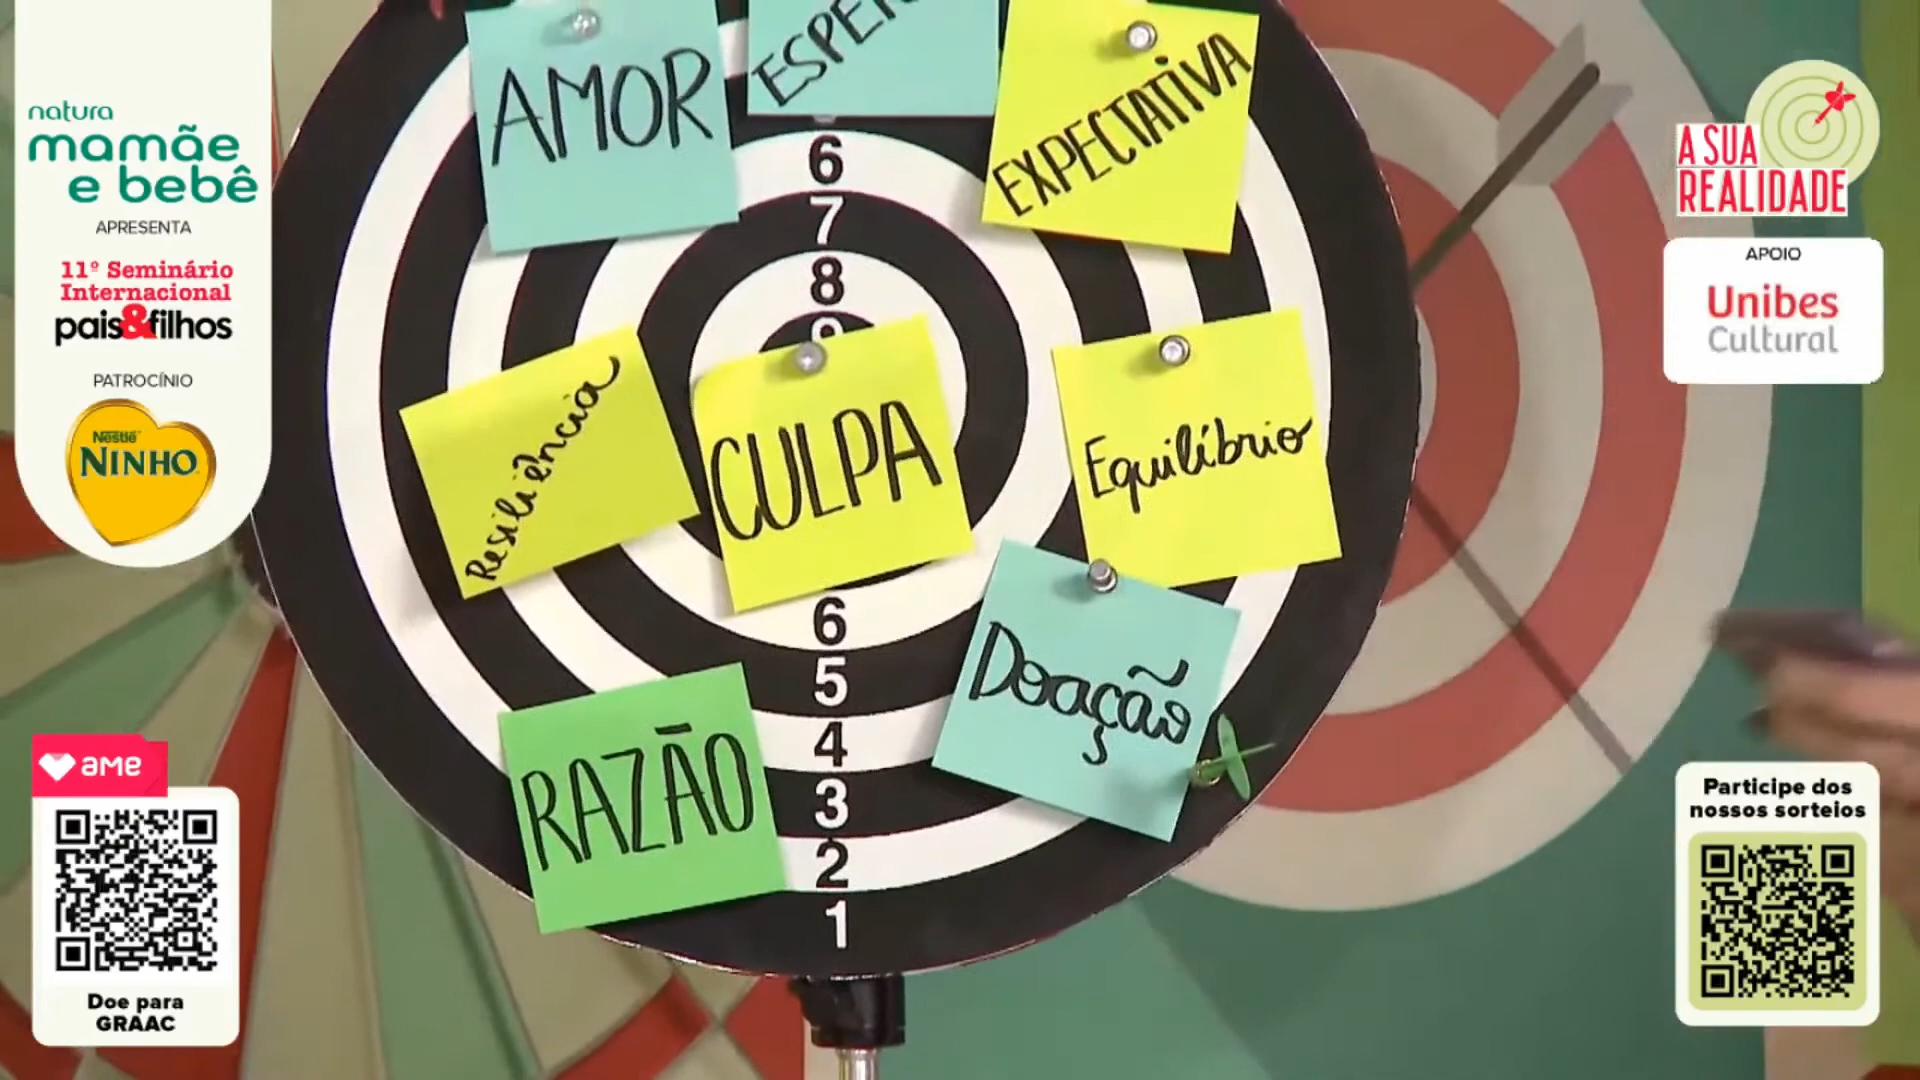 natura
mamãe
e bebê
APRESENTA
11º Seminário
Internacional
pais&filhos
PATROCÍNIO
Nestlé
NINHO
ame
Doe para
GRAAC
AMOR
EXPECTATIVA
6
7
8
9
Resiliência
CULPA
Equilíbrio
6
5
4
3
2
1
Doação
RAZÃO
A SUA
REALIDADE
APOIO
Unibes
Cultural
Participe dos
nossos sorteios